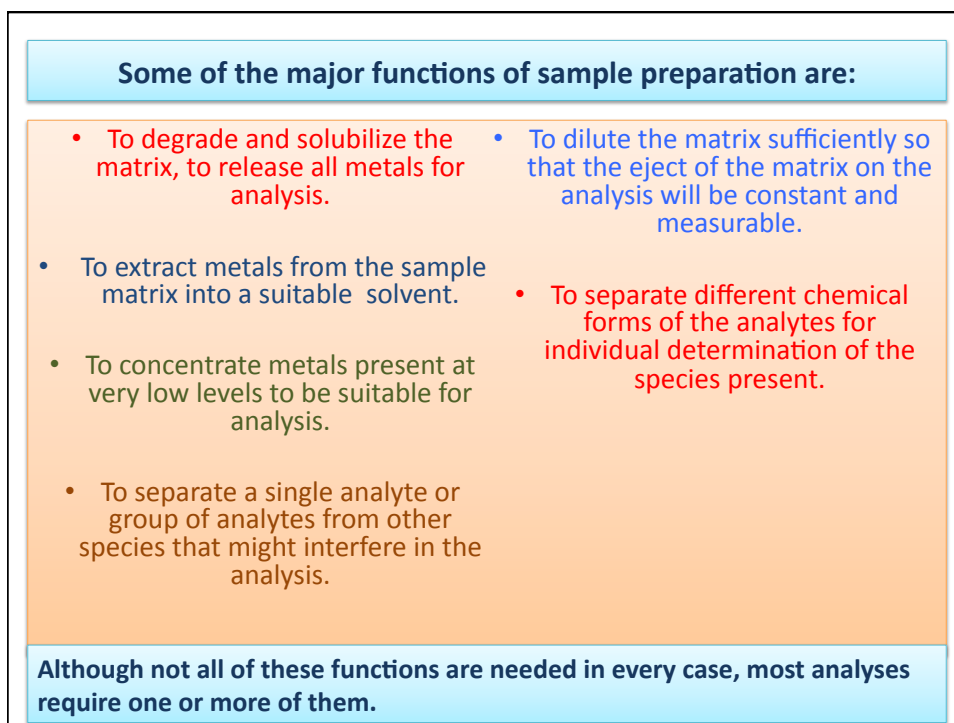 Some of the major functions of sample preparation are:
• To degrade and solubilize the
matrix, to release all metals for
analysis.
• To extract metals from the sample
matrix into a suitable solvent.
• To concentrate metals present at
very low levels to be suitable for
analysis.
• To separate a single analyte or
group of analytes from other
species that might interfere in the
analysis.
• To dilute the matrix sufficiently so
that the eject of the matrix on the
analysis will be constant and
measurable.
• To separate different chemical
forms of the analytes for
individual determination of the
species present.
Although not all of these functions are needed in every case, most analyses
require one or more of them.